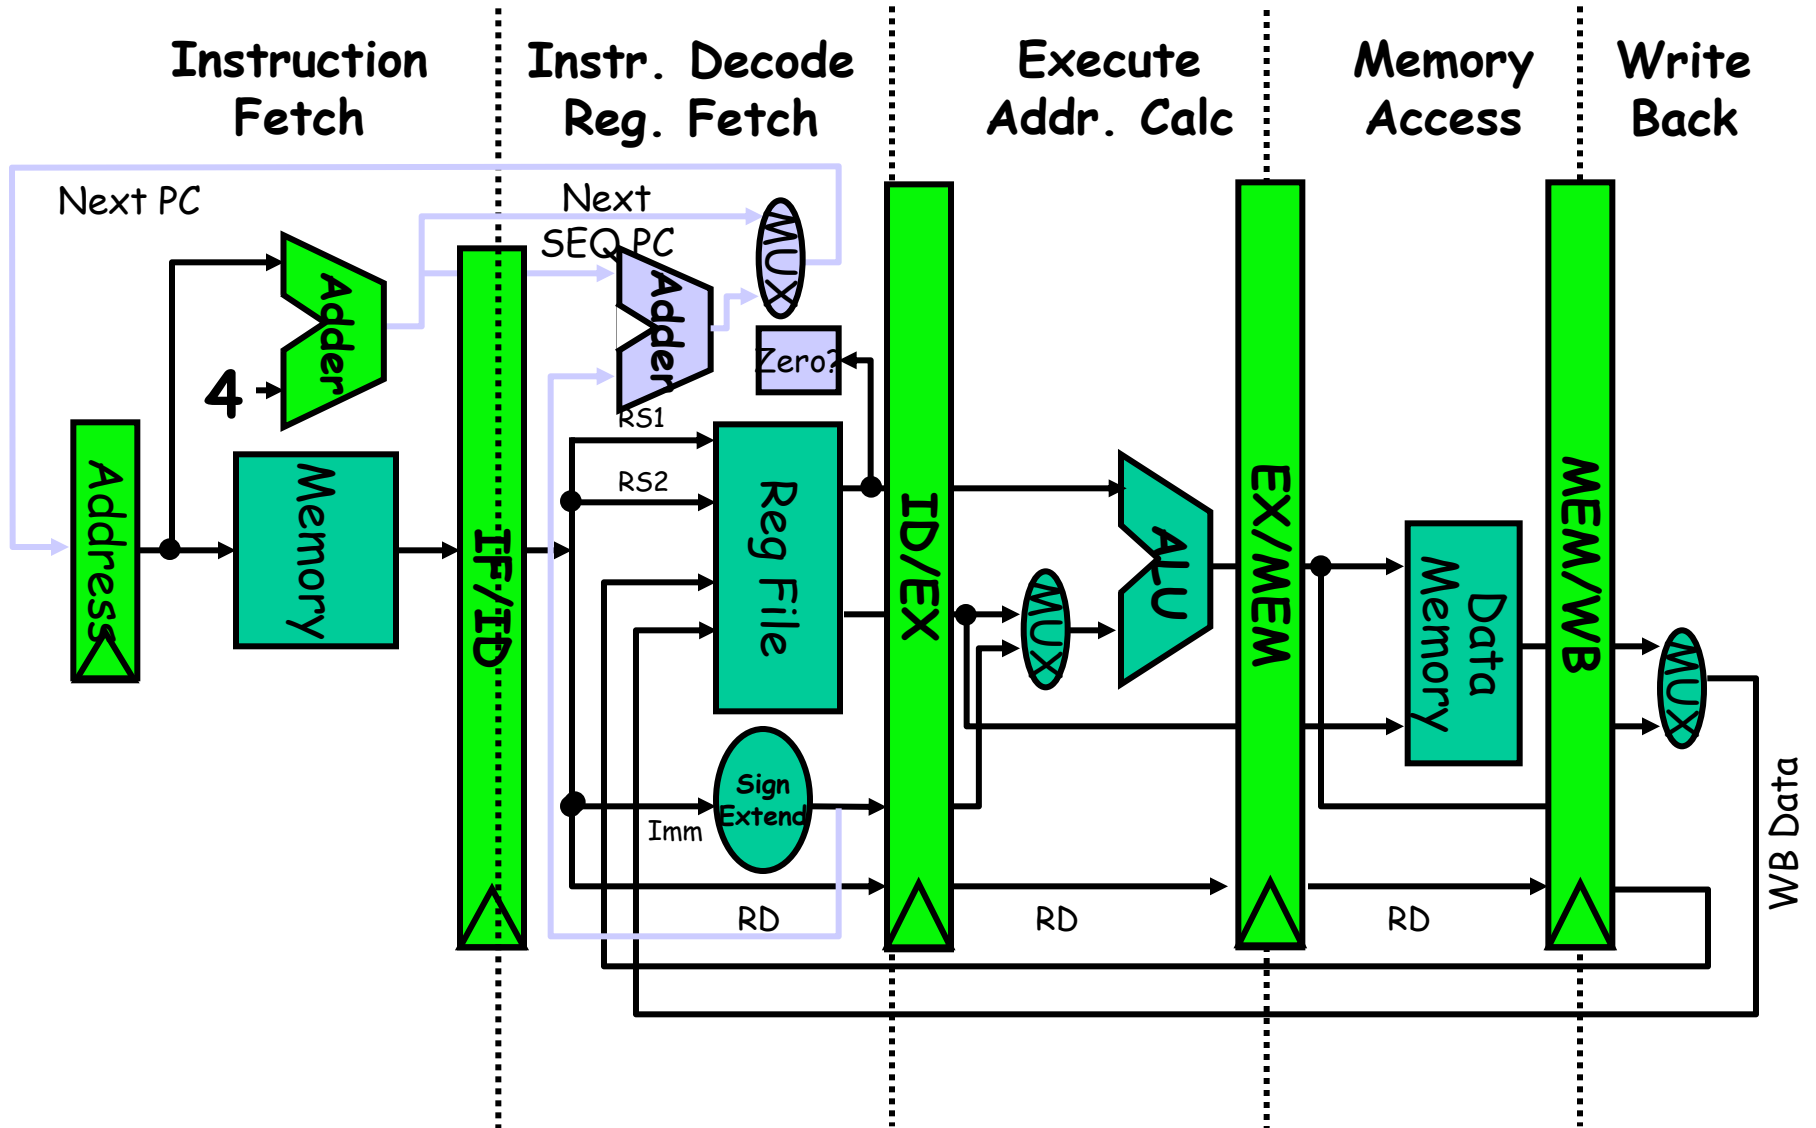 Instruction
Fetch
Instr. Decode
Reg. Fetch
Execute
Addr. Calc
Memory
Access
Write
Back
Next PC
Next
SEQ PC
MUX
Adder
Adder
Zero?
4
RS1
RS2
Address
Memory
IF/ID
Reg File
ID/EX
MUX
ALU
EX/MEM
Data
Memory
MEM/WB
MUX
Sign
Extend
Imm
RD
RD
RD
WB Data